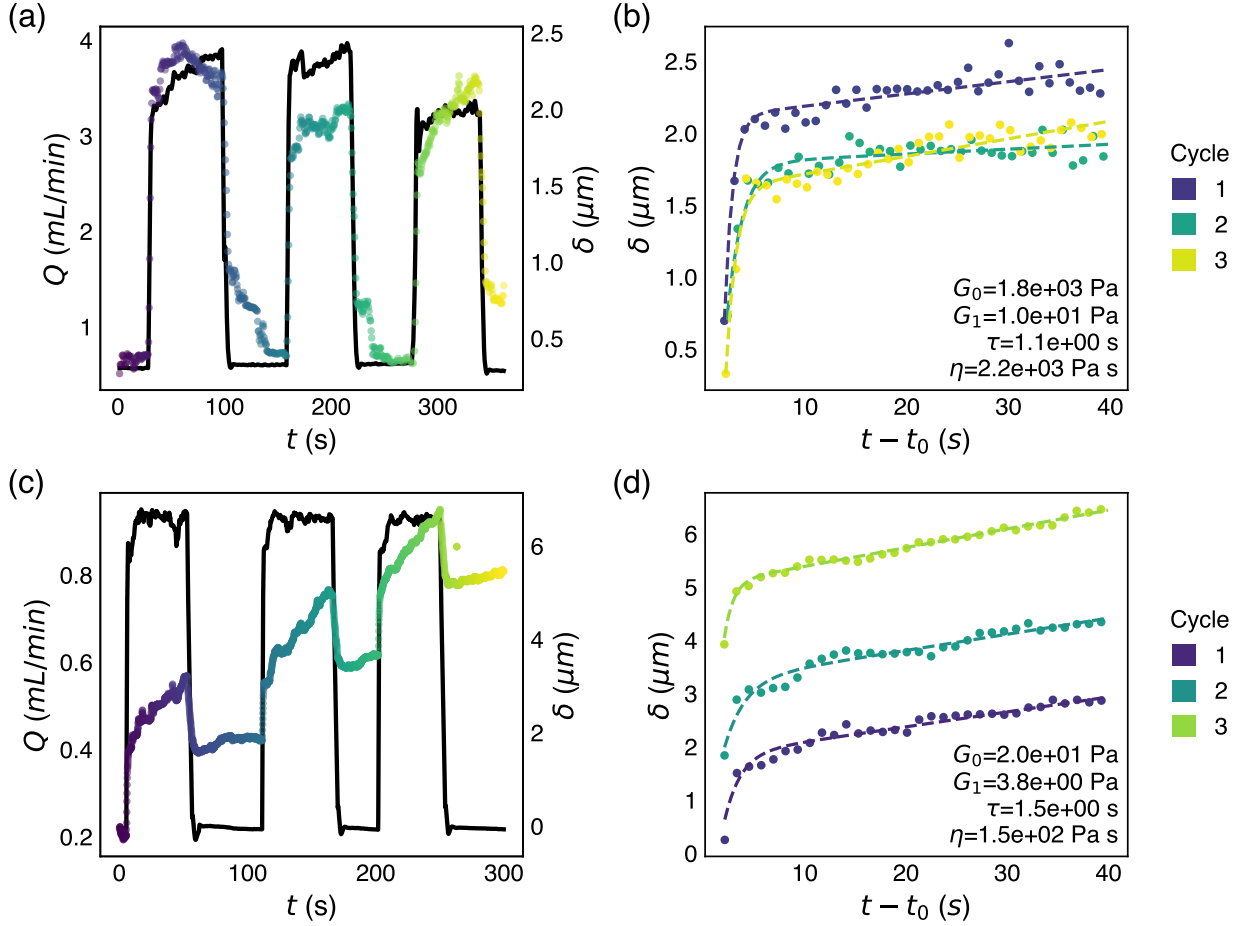 (a)
4
3
2
1
Q (mL/min)
2.5
2.0
1.5
1.0
0.5
δ (μm)
0
100
200
300
t (s)
(b)
2.5
2.0
1.5
1.0
0.5
δ (μm)
G₀=1.8e+03 Pa
G₁=1.0e+01 Pa
τ=1.1e+00 s
η=2.2e+03 Pa s
10
20
30
40
t − t₀ (s)
Cycle
1
2
3
(c)
0.8
0.6
0.4
0.2
Q (mL/min)
6
4
2
0
δ (μm)
0
100
200
300
t (s)
(d)
6
5
4
3
2
1
0
δ (μm)
G₀=2.0e+01 Pa
G₁=3.8e+00 Pa
τ=1.5e+00 s
η=1.5e+02 Pa s
10
20
30
40
t − t₀ (s)
Cycle
1
2
3